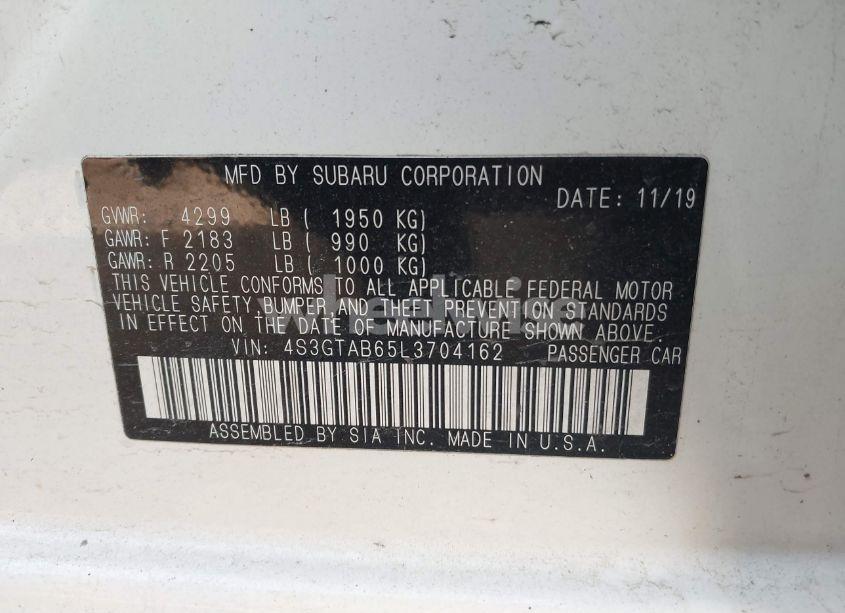 MFD BY SUBARU CORPORATION
DATE: 11/19
GVWR: 4299 LB ( 1950 KG)
GAWR: F 2183 LB ( 990 KG)
GAWR: R 2205 LB ( 1000 KG)
THIS VEHICLE CONFORMS TO ALL APPLICABLE FEDERAL MOTOR
VEHICLE SAFETY,BUMPER,AND THEFT PREVENTION STANDARDS
IN EFFECT ON THE DATE OF MANUFACTURE SHOWN ABOVE.
VIN: 4S3GTAB65L3704162 PASSENGER CAR
ASSEMBLED BY SIA INC. MADE IN U.S.A.